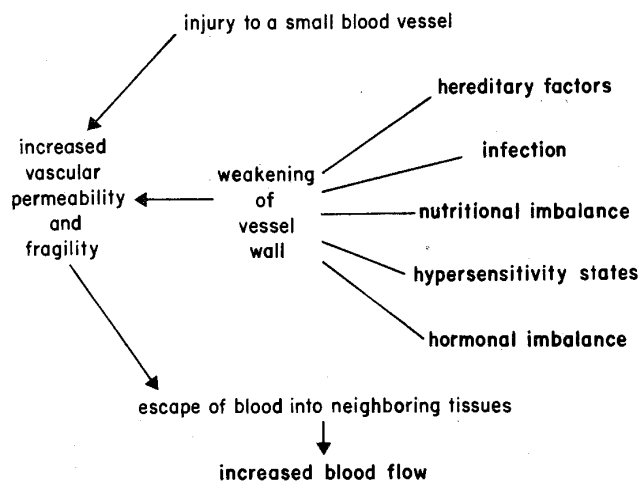 injury to a small blood vessel
hereditary factors
infection
increased
vascular
permeability
and
fragility
weakening
of
vessel
wall
nutritional imbalance
hypersensitivity states
hormonal imbalance
escape of blood into neighboring tissues
increased blood flow